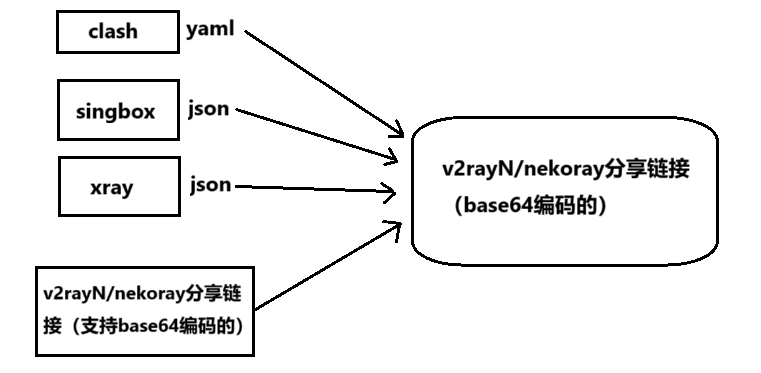 clash yaml
singbox json
xray json
v2rayN/nekoray分享链
接（支持base64编码的）
v2rayN/nekoray分享链接
（base64编码的）